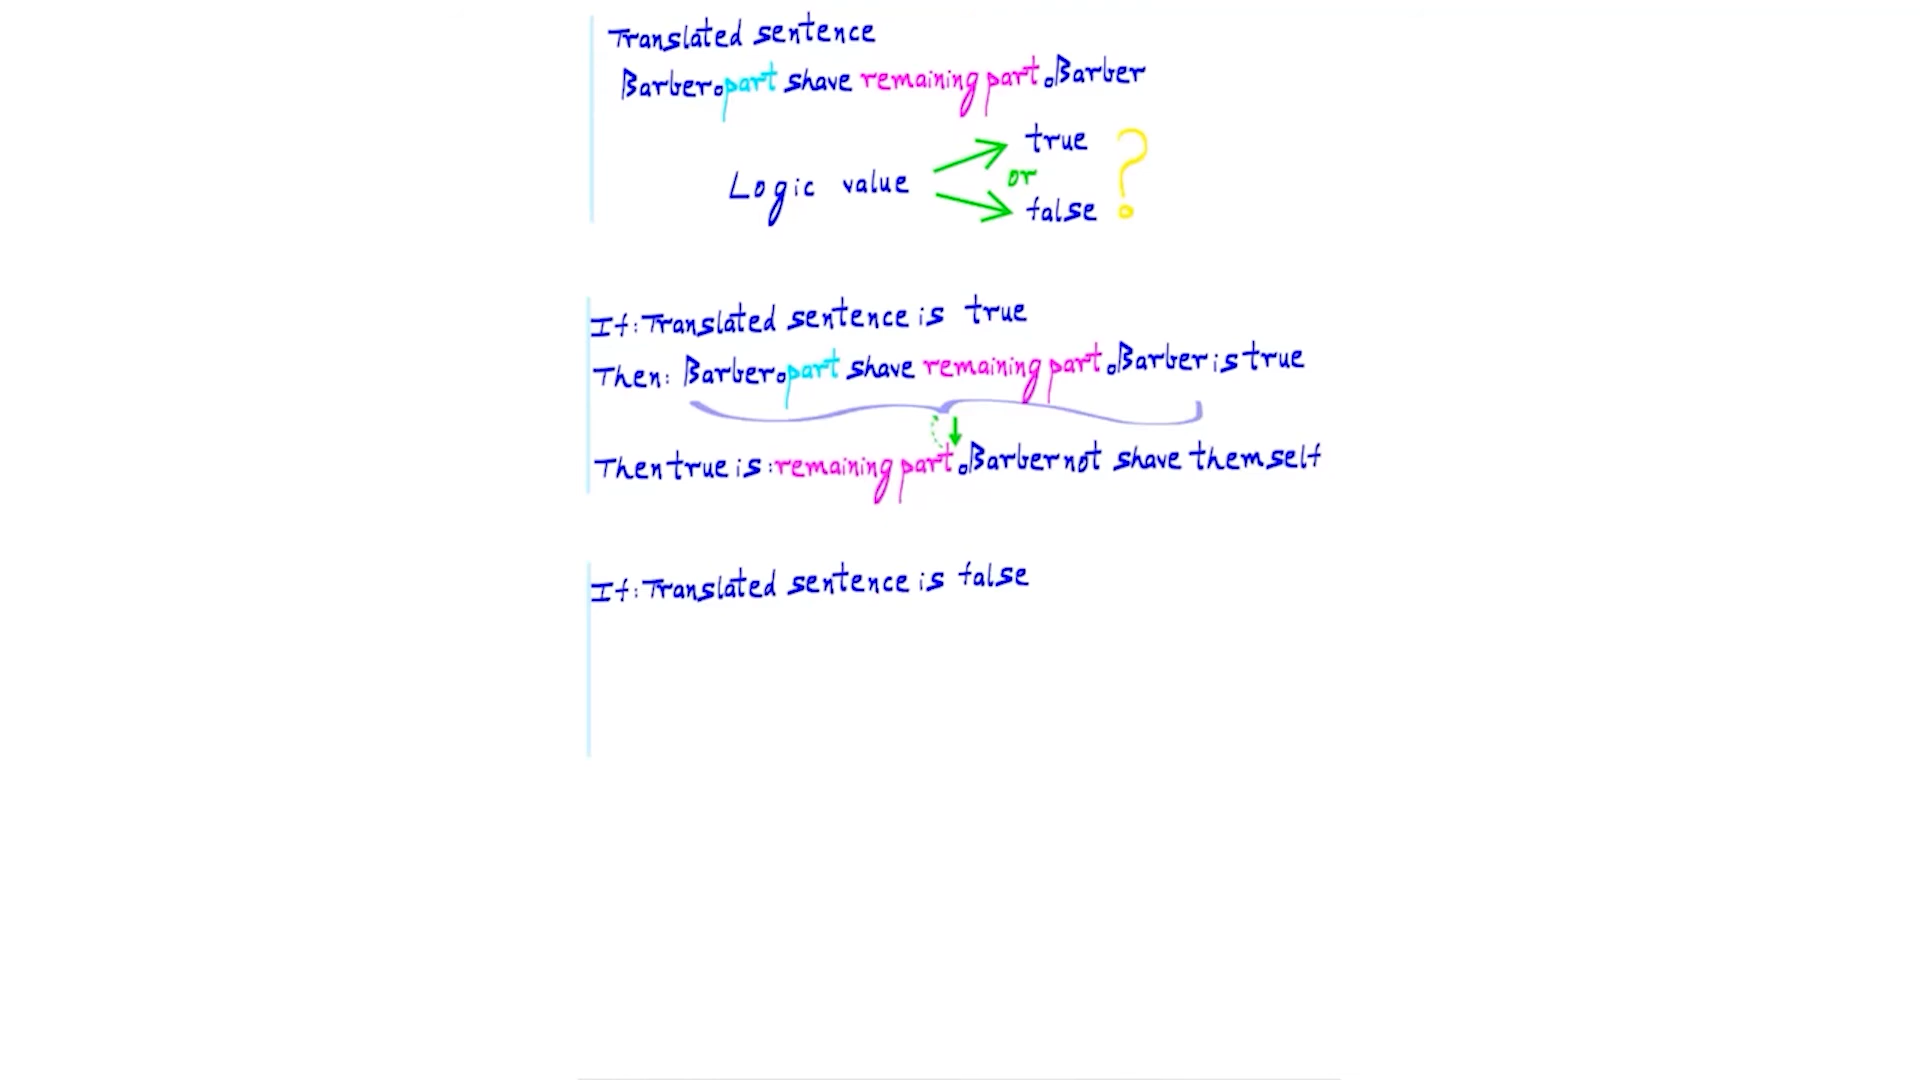 Translated sentence
Barber∘part shave remaining part∘Barber
true
Logic value or ?
false
If: Translated sentence is true
Then: Barber∘part shave remaining part∘Barber is true
Then true is: remaining part∘Barber not shave themself
If: Translated sentence is false